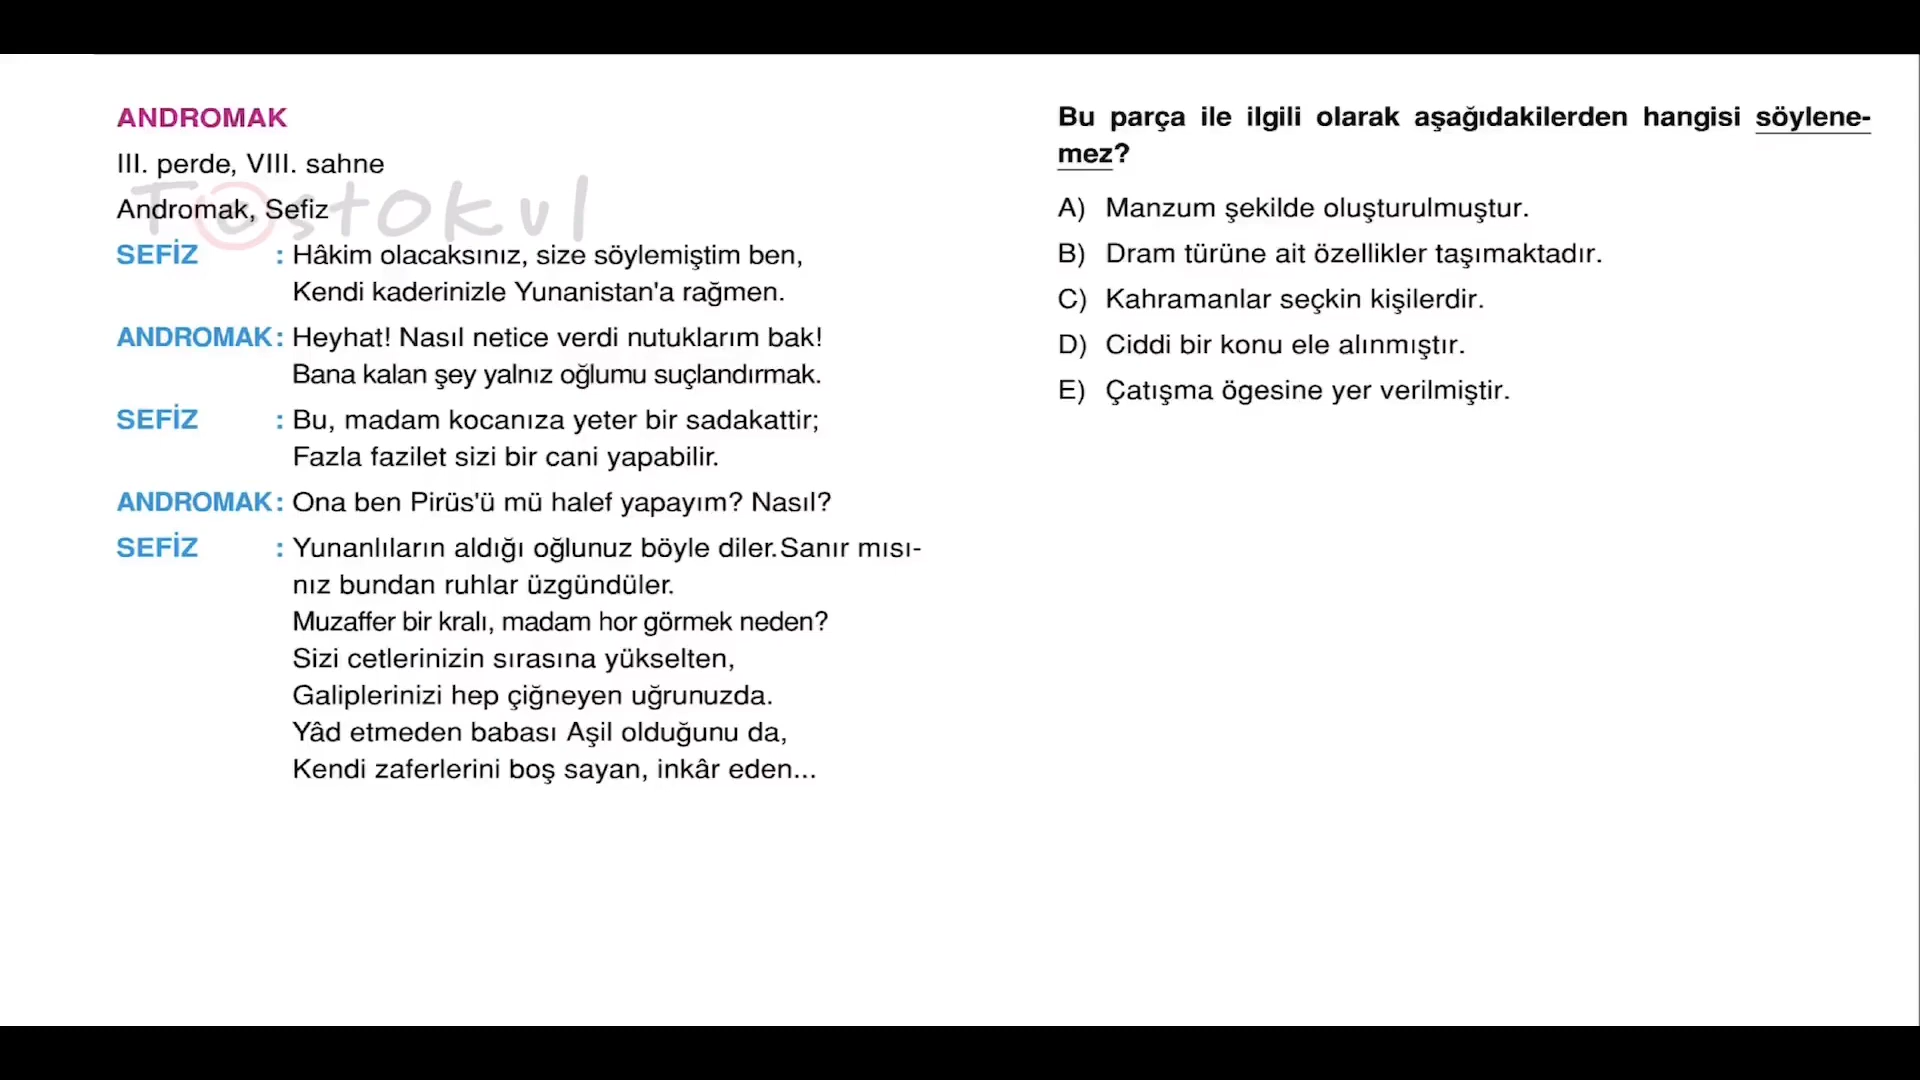 ANDROMAK
III. perde, VIII. sahne
Testokul
Andromak, Sefiz
SEFİZ : Hâkim olacaksınız, size söylemiştim ben,
Kendi kaderinizle Yunanistan'a rağmen.
ANDROMAK: Heyhat! Nasıl netice verdi nutuklarım bak!
Bana kalan şey yalnız oğlumu suçlandırmak.
SEFİZ : Bu, madam kocanıza yeter bir sadakattir;
Fazla fazilet sizi bir cani yapabilir.
ANDROMAK: Ona ben Pirüs'ü mü halef yapayım? Nasıl?
SEFİZ : Yunanlıların aldığı oğlunuz böyle diler.Sanır mısı-
nız bundan ruhlar üzgündüler.
Muzaffer bir kralı, madam hor görmek neden?
Sizi cetlerinizin sırasına yükselten,
Galiplerinizi hep çiğneyen uğrunuzda.
Yâd etmeden babası Aşil olduğunu da,
Kendi zaferlerini boş sayan, inkâr eden...
Bu parça ile ilgili olarak aşağıdakilerden hangisi söylene-
mez?
A) Manzum şekilde oluşturulmuştur.
B) Dram türüne ait özellikler taşımaktadır.
C) Kahramanlar seçkin kişilerdir.
D) Ciddi bir konu ele alınmıştır.
E) Çatışma ögesine yer verilmiştir.